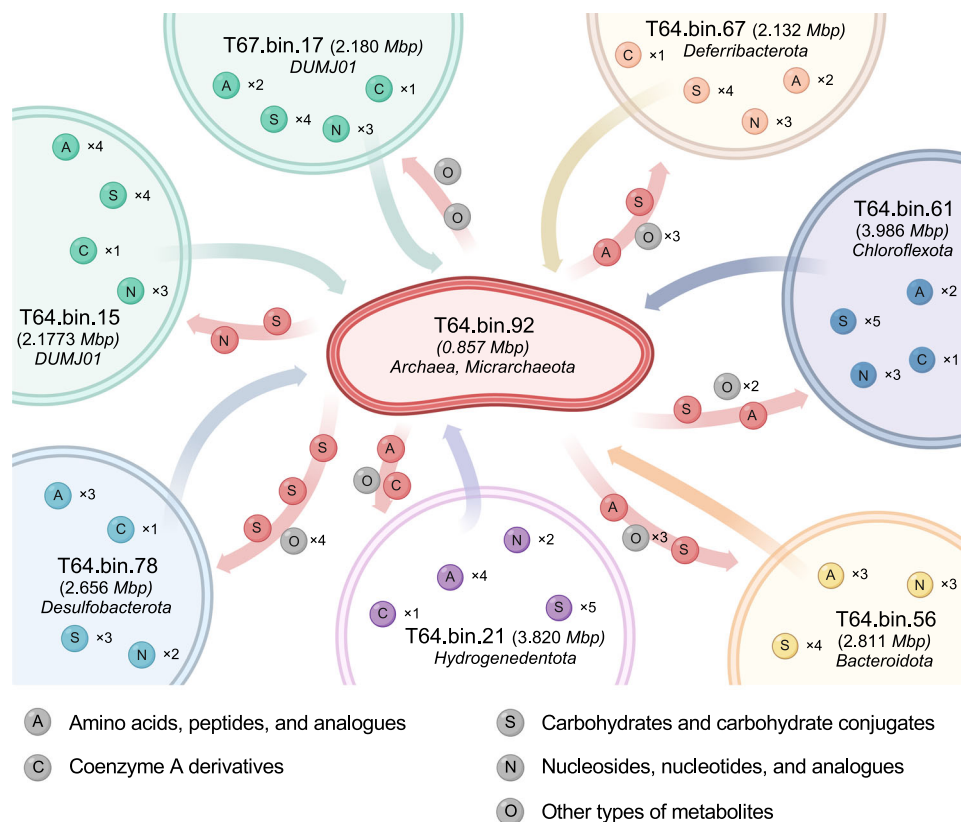 T67.bin.17 (2.180 Mbp)
DUMJ01
A ×2
C ×1
S ×4
N ×3
T64.bin.67 (2.132 Mbp)
Deferribacterota
C ×1
A ×2
S ×4
N ×3
A ×4
S ×4
C ×1
N ×3
T64.bin.15
(2.1773 Mbp)
DUMJ01
O
O
S
A O ×3
T64.bin.61
(3.986 Mbp)
Chloroflexota
A ×2
S ×5
C ×1
N ×3
S
N
T64.bin.92
(0.857 Mbp)
Archaea, Micrarchaeota
O ×2
S A
S
S
S O ×4
A
O C
A
O ×3 S
A ×3
C ×1
T64.bin.78
(2.656 Mbp)
Desulfobacterota
S ×3
N ×2
N ×2
A ×4
C ×1
S ×5
T64.bin.21 (3.820 Mbp)
Hydrogenedentota
A ×3
N ×3
T64.bin.56
S ×4
(2.811 Mbp)
Bacteroidota
A Amino acids, peptides, and analogues
C Coenzyme A derivatives
S Carbohydrates and carbohydrate conjugates
N Nucleosides, nucleotides, and analogues
O Other types of metabolites